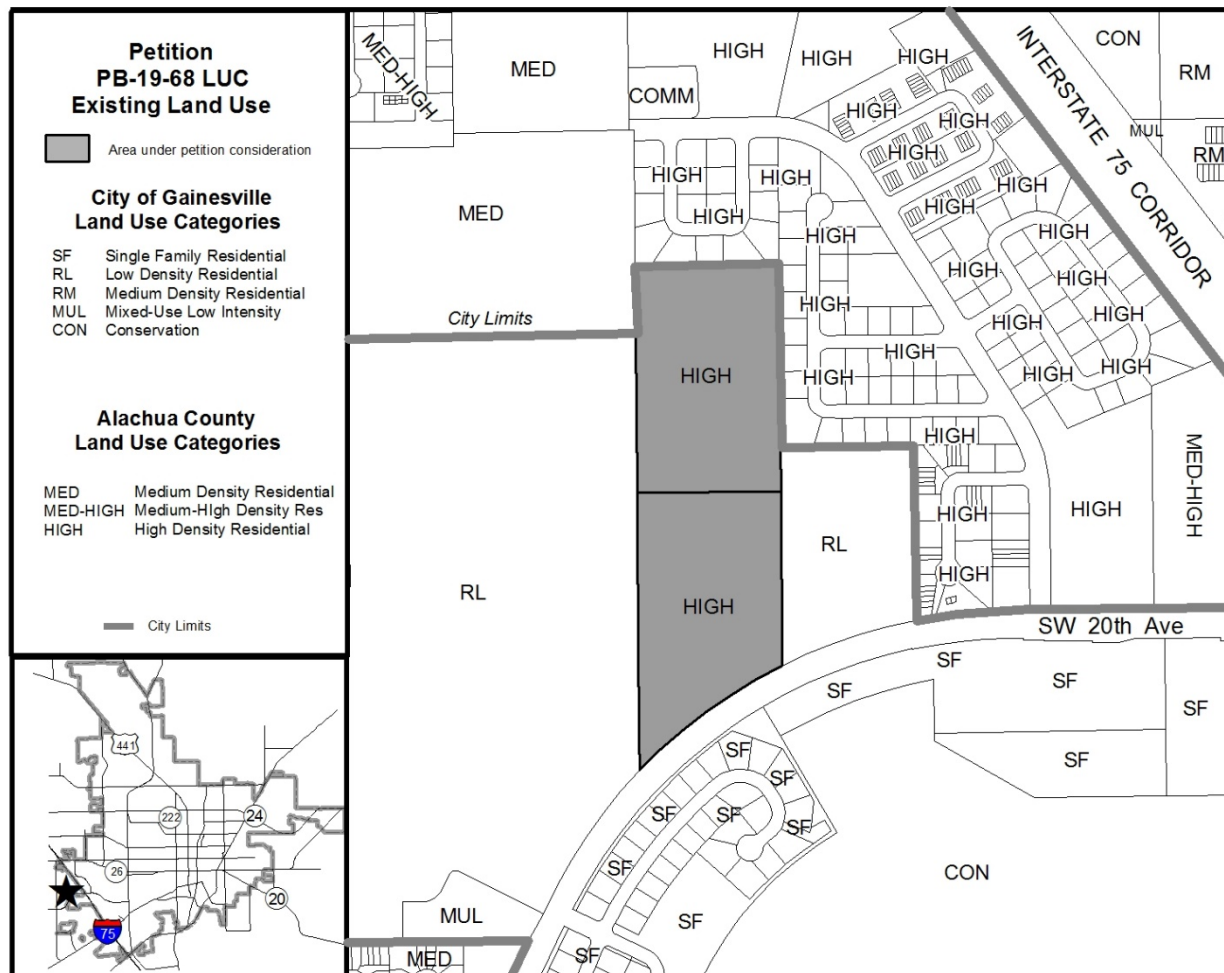 Petition
PB-19-68 LUC
Existing Land Use
Area under petition consideration
City of Gainesville
Land Use Categories
SF Single Family Residential
RL Low Density Residential
RM Medium Density Residential
MUL Mixed-Use Low Intensity
CON Conservation
Alachua County
Land Use Categories
MED Medium Density Residential
MED-HIGH Medium-HIgh Density Res
HIGH High Density Residential
City Limits
441
222
24
26
20
75
MED-HIGH
MED
HIGH
HIGH
HIGH
CON
RM
COMM
HIGH
HIGH
MUL
RM
HIGH
INTERSTATE 75 CORRIDOR
HIGH
HIGH
HIGH
MED
HIGH
HIGH
HIGH
HIGH
HIGH
HIGH
City Limits
HIGH
HIGH
HIGH
HIGH
HIGH
HIGH
HIGH
HIGH
HIGH
HIGH
MED-HIGH
HIGH
HIGH
RL
HIGH
RL
HIGH
SW 20th Ave
SF
SF
SF
SF
SF
SF
SF
SF
SF
SF
SF
CON
MUL
SF
SF
MED